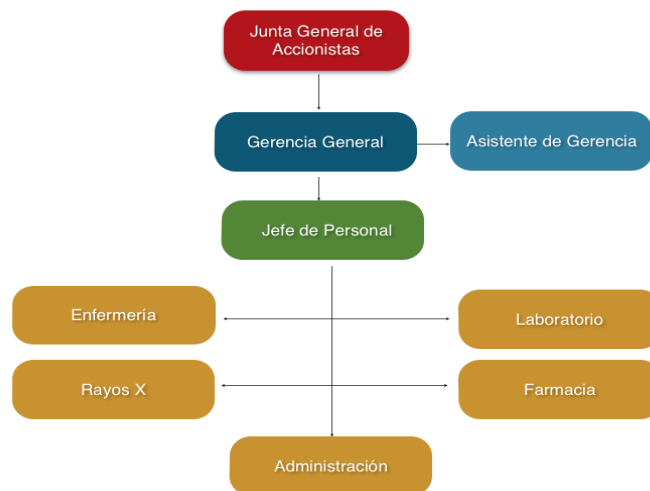 Junta General de
Accionistas
Gerencia General
Asistente de Gerencia
Jefe de Personal
Enfermería
Laboratorio
Rayos X
Farmacia
Administración